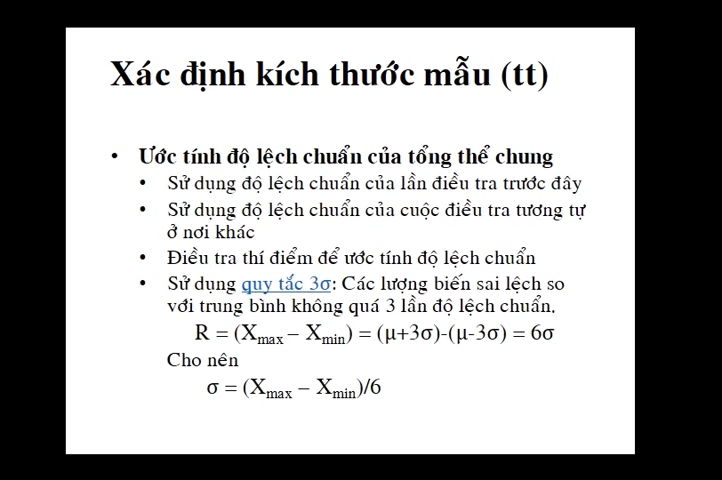 Xác định kích thước mẫu (tt)
• Ước tính độ lệch chuẩn của tổng thể chung
• Sử dụng độ lệch chuẩn của lần điều tra trước đây
• Sử dụng độ lệch chuẩn của cuộc điều tra tương tự
ở nơi khác
• Điều tra thí điểm để ước tính độ lệch chuẩn
• Sử dụng quy tắc 3σ: Các lượng biến sai lệch so
với trung bình không quá 3 lần độ lệch chuẩn.
R = (Xmax – Xmin) = (μ+3σ)-(μ-3σ) = 6σ
Cho nên
σ = (Xmax – Xmin)/6